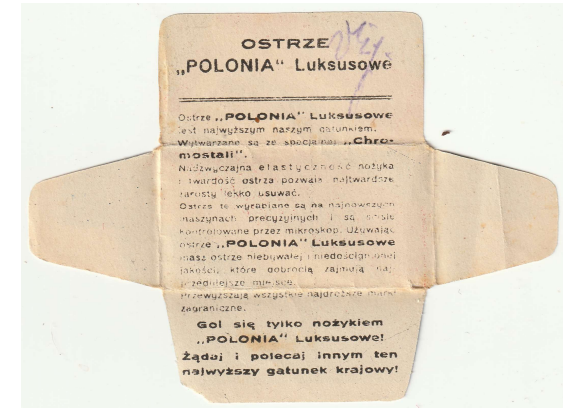 OSTRZE
„POLONIA“ Luksusowe
Ostrze „POLONIA“ Luksusowe
jest najwyższym naszym gatunkiem.
Wytwarzane są ze specjalnej „Chro-
mostali“.
Nadzwyczajna elastyczność nożyka
i twardość ostrza pozwala najtwardsze
zarosty lekko usuwać.
Ostrza te wyrabiane są na najnowszych
maszynach precyzyjnych i są ściśle
kontrolowane przez mikroskop. Używając
ostrze „POLONIA“ Luksusowe
masz ostrze niebywałej i niedoścignionej
jakości, które dobrocią zajmują naj-
przedniejsze miejsce.
Przewyższają wszystkie najdroższe marki
zagraniczne.
Gol się tylko nożykiem
„POLONIA“ Luksusowe!
Żądaj i polecaj innym ten
najwyższy gatunek krajowy!